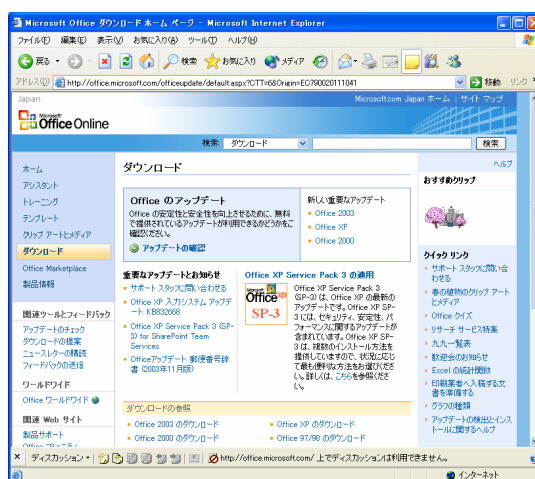 Microsoft Office ダウンロード ホーム ページ - Microsoft Internet Explorer
ファイル(F) 編集(E) 表示(V) お気に入り(A) ツール(T) ヘルプ(H)
戻る 検索 お気に入り メディア
アドレス(D) http://office.microsoft.com/officeupdate/default.aspx?CTT=6&Origin=EC790020111041 移動 リンク
Japan Microsoft.com Japan ホーム | サイト マップ
Microsoft Office Online
検索: ダウンロード 検索
ホーム
アシスタント
トレーニング
テンプレート
クリップ アートとメディア
ダウンロード
Office Marketplace
製品情報
関連ツールとフィードバック
アップデートのチェック
ダウンロードの提案
ニュースレターの購読
フィードバックの送信
ワールドワイド
Office ワールドワイド
関連 Web サイト
製品サポート
ダウンロード
Office のアップデート
Office の安定性と安全性を向上さ
せるために、無料
で提供されているアップデートが利用できるかどうかをご
確認ください。
アップデートの確認
新しい重要なアップデート
Office 2003
Office XP
Office 2000
重要なアップデートとお知らせ
サポート スタッフに問い合わせる
Office XP 入力システム アップデ
ート: KB832668
Office XP Service Pack 3 (SP-
3) for SharePoint Team
Services
Officeアップデート 郵便番号辞
書 (2003年11月版)
Office XP Service Pack 3 の適用
Microsoft Office xp
SP-3
Office XP Service Pack 3
(SP-3) は、Office XP の最新の
アップデートです。Office XP SP-
3 には、セキュリティ、安定性、パ
フォーマンスに関するアップデートが
含まれています。Office XP SP-
3 は、複数のインストール方法を
提供していますので、状況に応じ
て最も便利な方法をお選びくださ
い。詳しくは、こちらを参照くださ
い。
ダウンロードの参照
Office 2003 のダウンロード
Office XP のダウンロード
Office 2000 のダウンロード
Office 97/98 のダウンロード
ヘルプ
おすすめクリップ
クイック リンク
サポート スタッフに問い合
わせる
春の植物のクリップ アート
とメディア
Office クイズ
リサーチ サービス特集
九九一覧表
歓迎会のお知らせ
Excel の統計関数
印刷業者へ入稿する文
書を準備する
グラフの種類
アップデートの検出とインス
トールに関するヘルプ
ディスカッション http://office.microsoft.com/ 上でディスカッションは利用できません。
インターネット